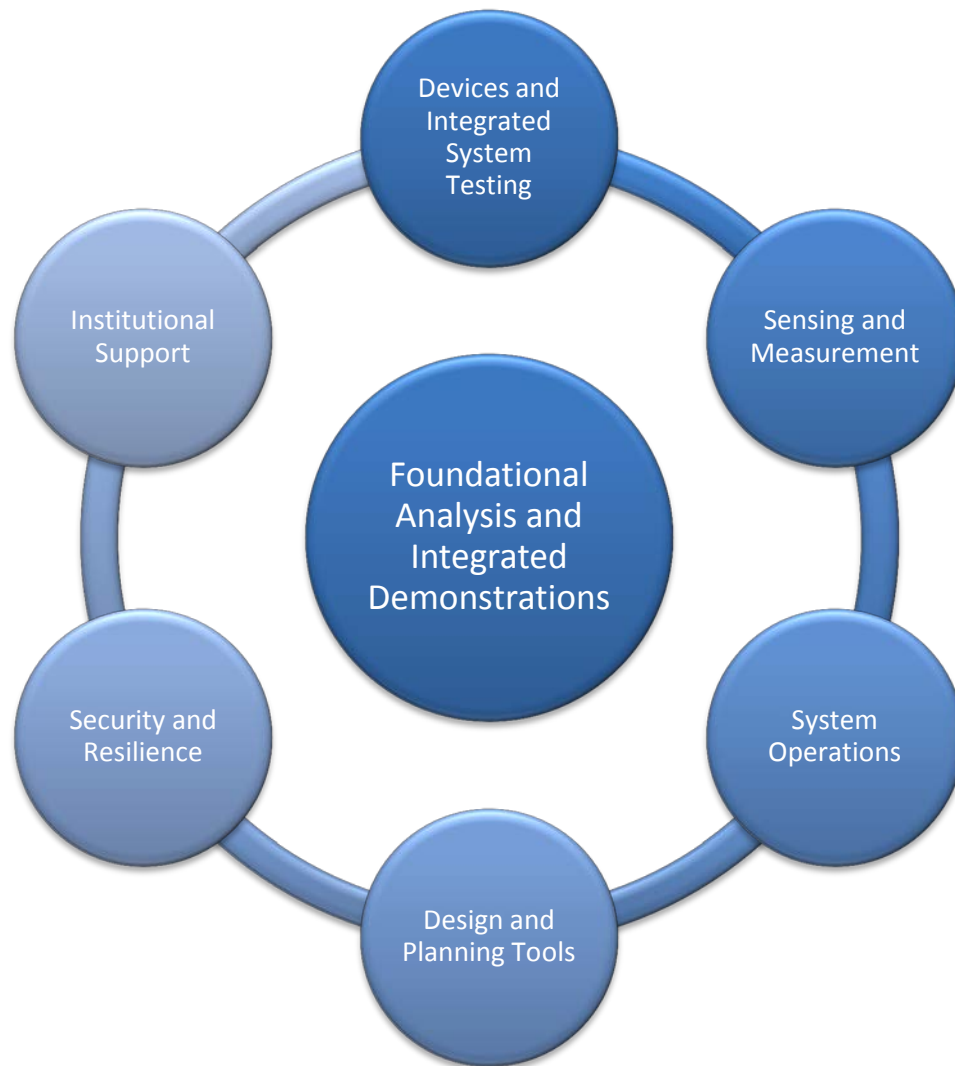 Devices and
Integrated
System
Testing
Institutional
Support
Sensing and
Measurement
Foundational
Analysis and
Integrated
Demonstrations
Security and
Resilience
System
Operations
Design and
Planning Tools